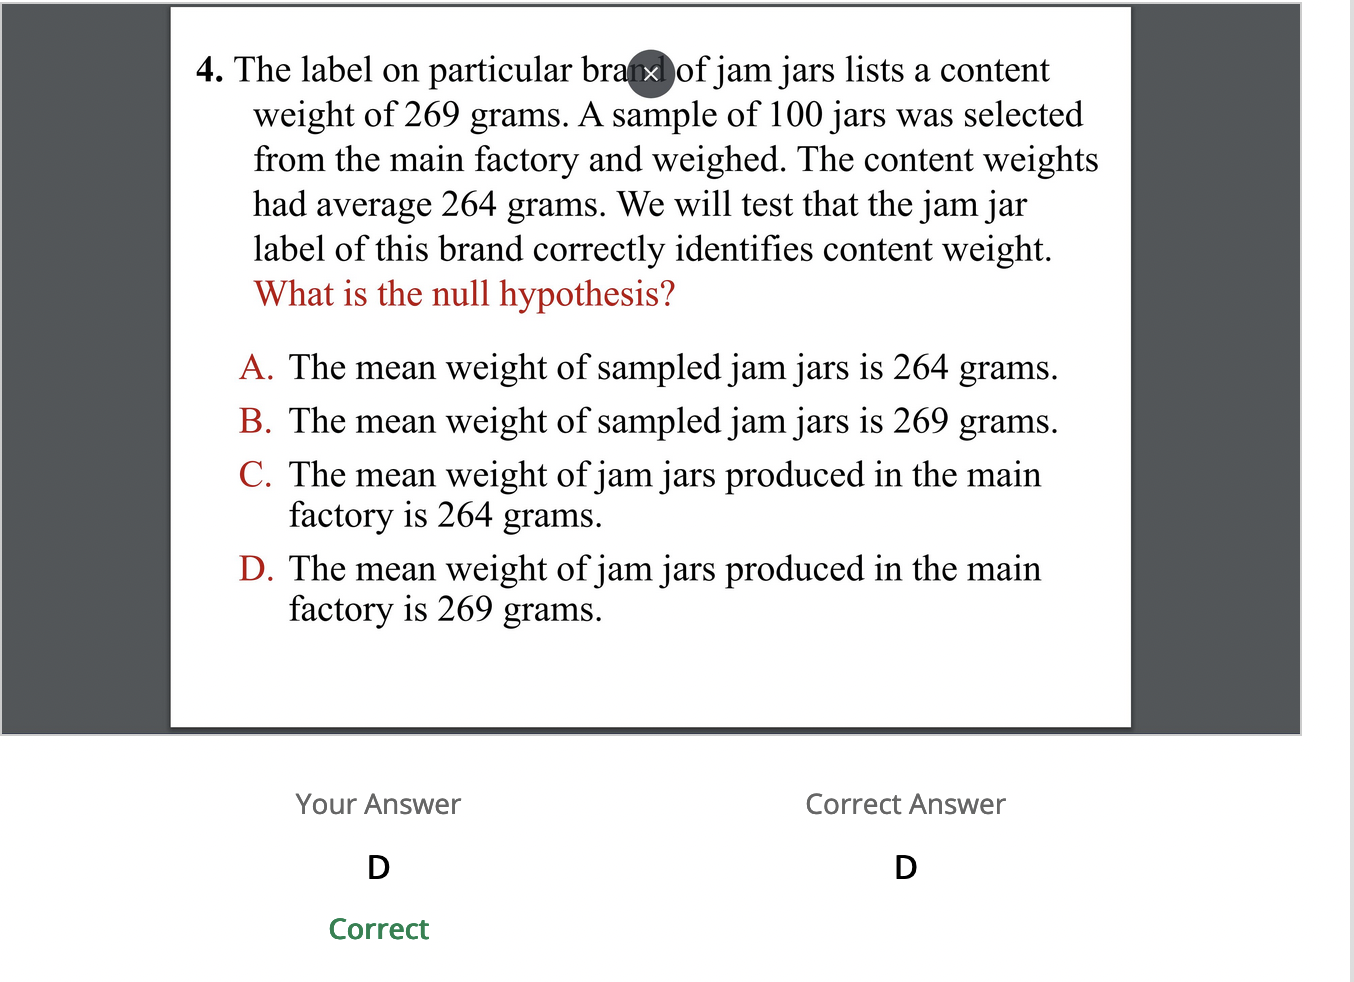 4. The label on particular brand of jam jars lists a content
weight of 269 grams. A sample of 100 jars was selected
from the main factory and weighed. The content weights
had average 264 grams. We will test that the jam jar
label of this brand correctly identifies content weight.
What is the null hypothesis?
A. The mean weight of sampled jam jars is 264 grams.
B. The mean weight of sampled jam jars is 269 grams.
C. The mean weight of jam jars produced in the main
factory is 264 grams.
D. The mean weight of jam jars produced in the main
factory is 269 grams.
Your Answer
Correct Answer
D
D
Correct